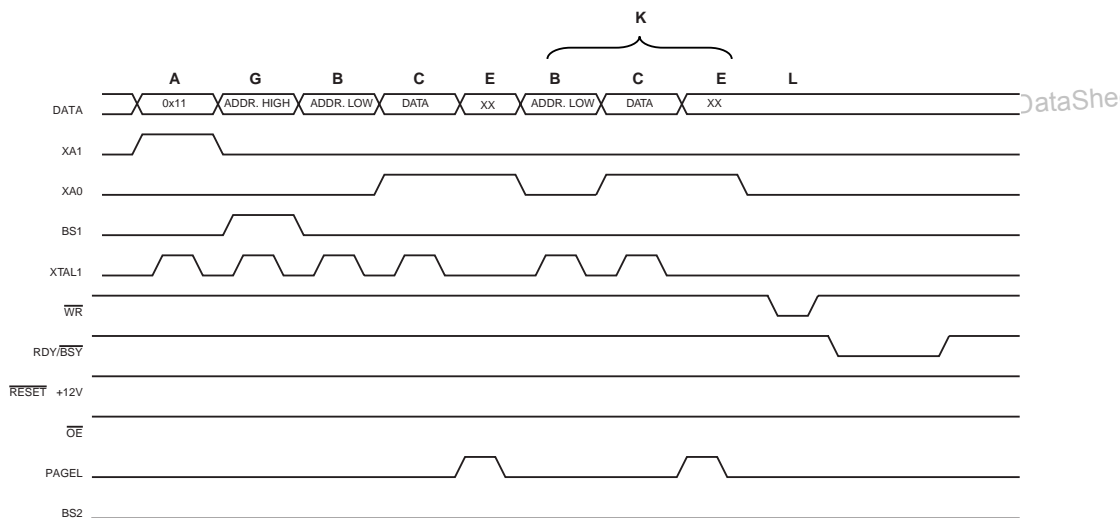 K
A G B C E B C E L
DATA 0x11 ADDR. HIGH ADDR. LOW DATA XX ADDR. LOW DATA XX
DataShe
XA1
XA0
BS1
XTAL1
WR
RDY/BSY
RESET +12V
OE
PAGEL
BS2